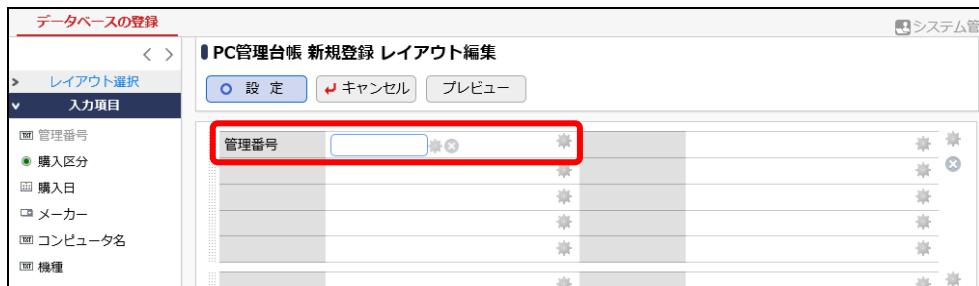 データベースの登録
システム管
PC管理台帳 新規登録 レイアウト編集
レイアウト選択
設 定 キャンセル プレビュー
入力項目
管理番号
管理番号
購入区分
購入日
メーカー
TXT コンピュータ名
TXT 機種